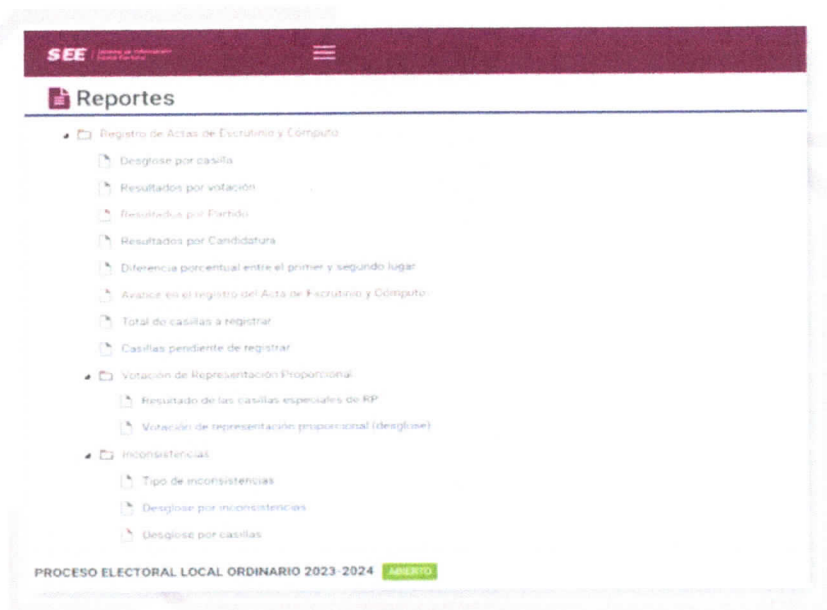 SEE
Reportes
Registro de Actas de Escrutinio y Cómputo
Desglose por casilla
Resultados por votación
Resultados por Partido
Resultados por Candidatura
Diferencia porcentual entre el primer y segundo lugar
Avance en el registro del Acta de Escrutinio y Cómputo
Total de casillas a registrar
Casillas pendiente de registrar
Votación de Representación Proporcional
Resultado de las casillas especiales de RP
Votación de representación proporcional (desglose)
Inconsistencias
Tipo de inconsistencias
Desglose por inconsistencias
Desglose por casillas
PROCESO ELECTORAL LOCAL ORDINARIO 2023-2024 ABIERTO